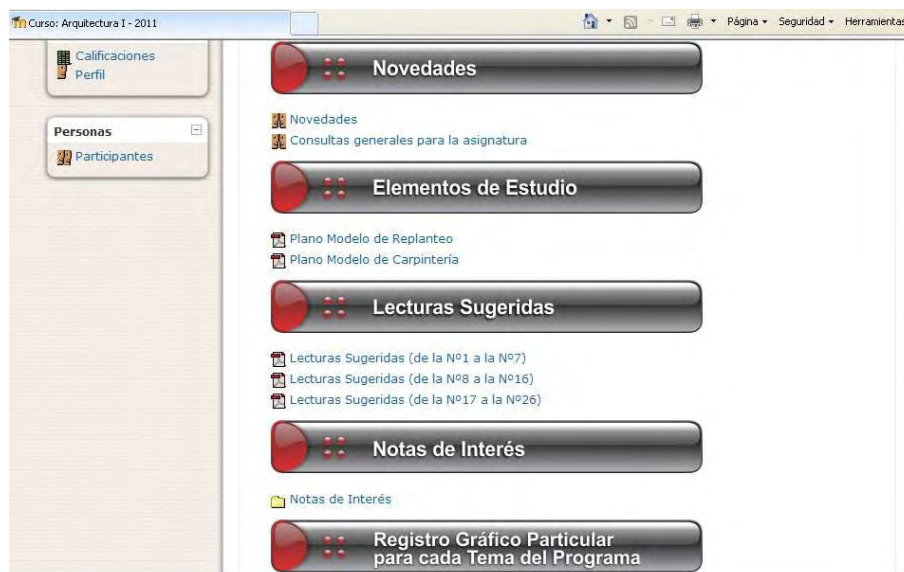 Curso: Arquitectura I - 2011
Página
Seguridad
Herramientas
Calificaciones
Perfil
Personas
Participantes
Novedades
Novedades
Consultas generales para la asignatura
Elementos de Estudio
Plano Modelo de Replanteo
Plano Modelo de Carpintería
Lecturas Sugeridas
Lecturas Sugeridas (de la Nº1 a la Nº7)
Lecturas Sugeridas (de la Nº8 a la Nº16)
Lecturas Sugeridas (de la Nº17 a la Nº26)
Notas de Interés
Notas de Interés
Registro Gráfico Particular
para cada Tema del Programa